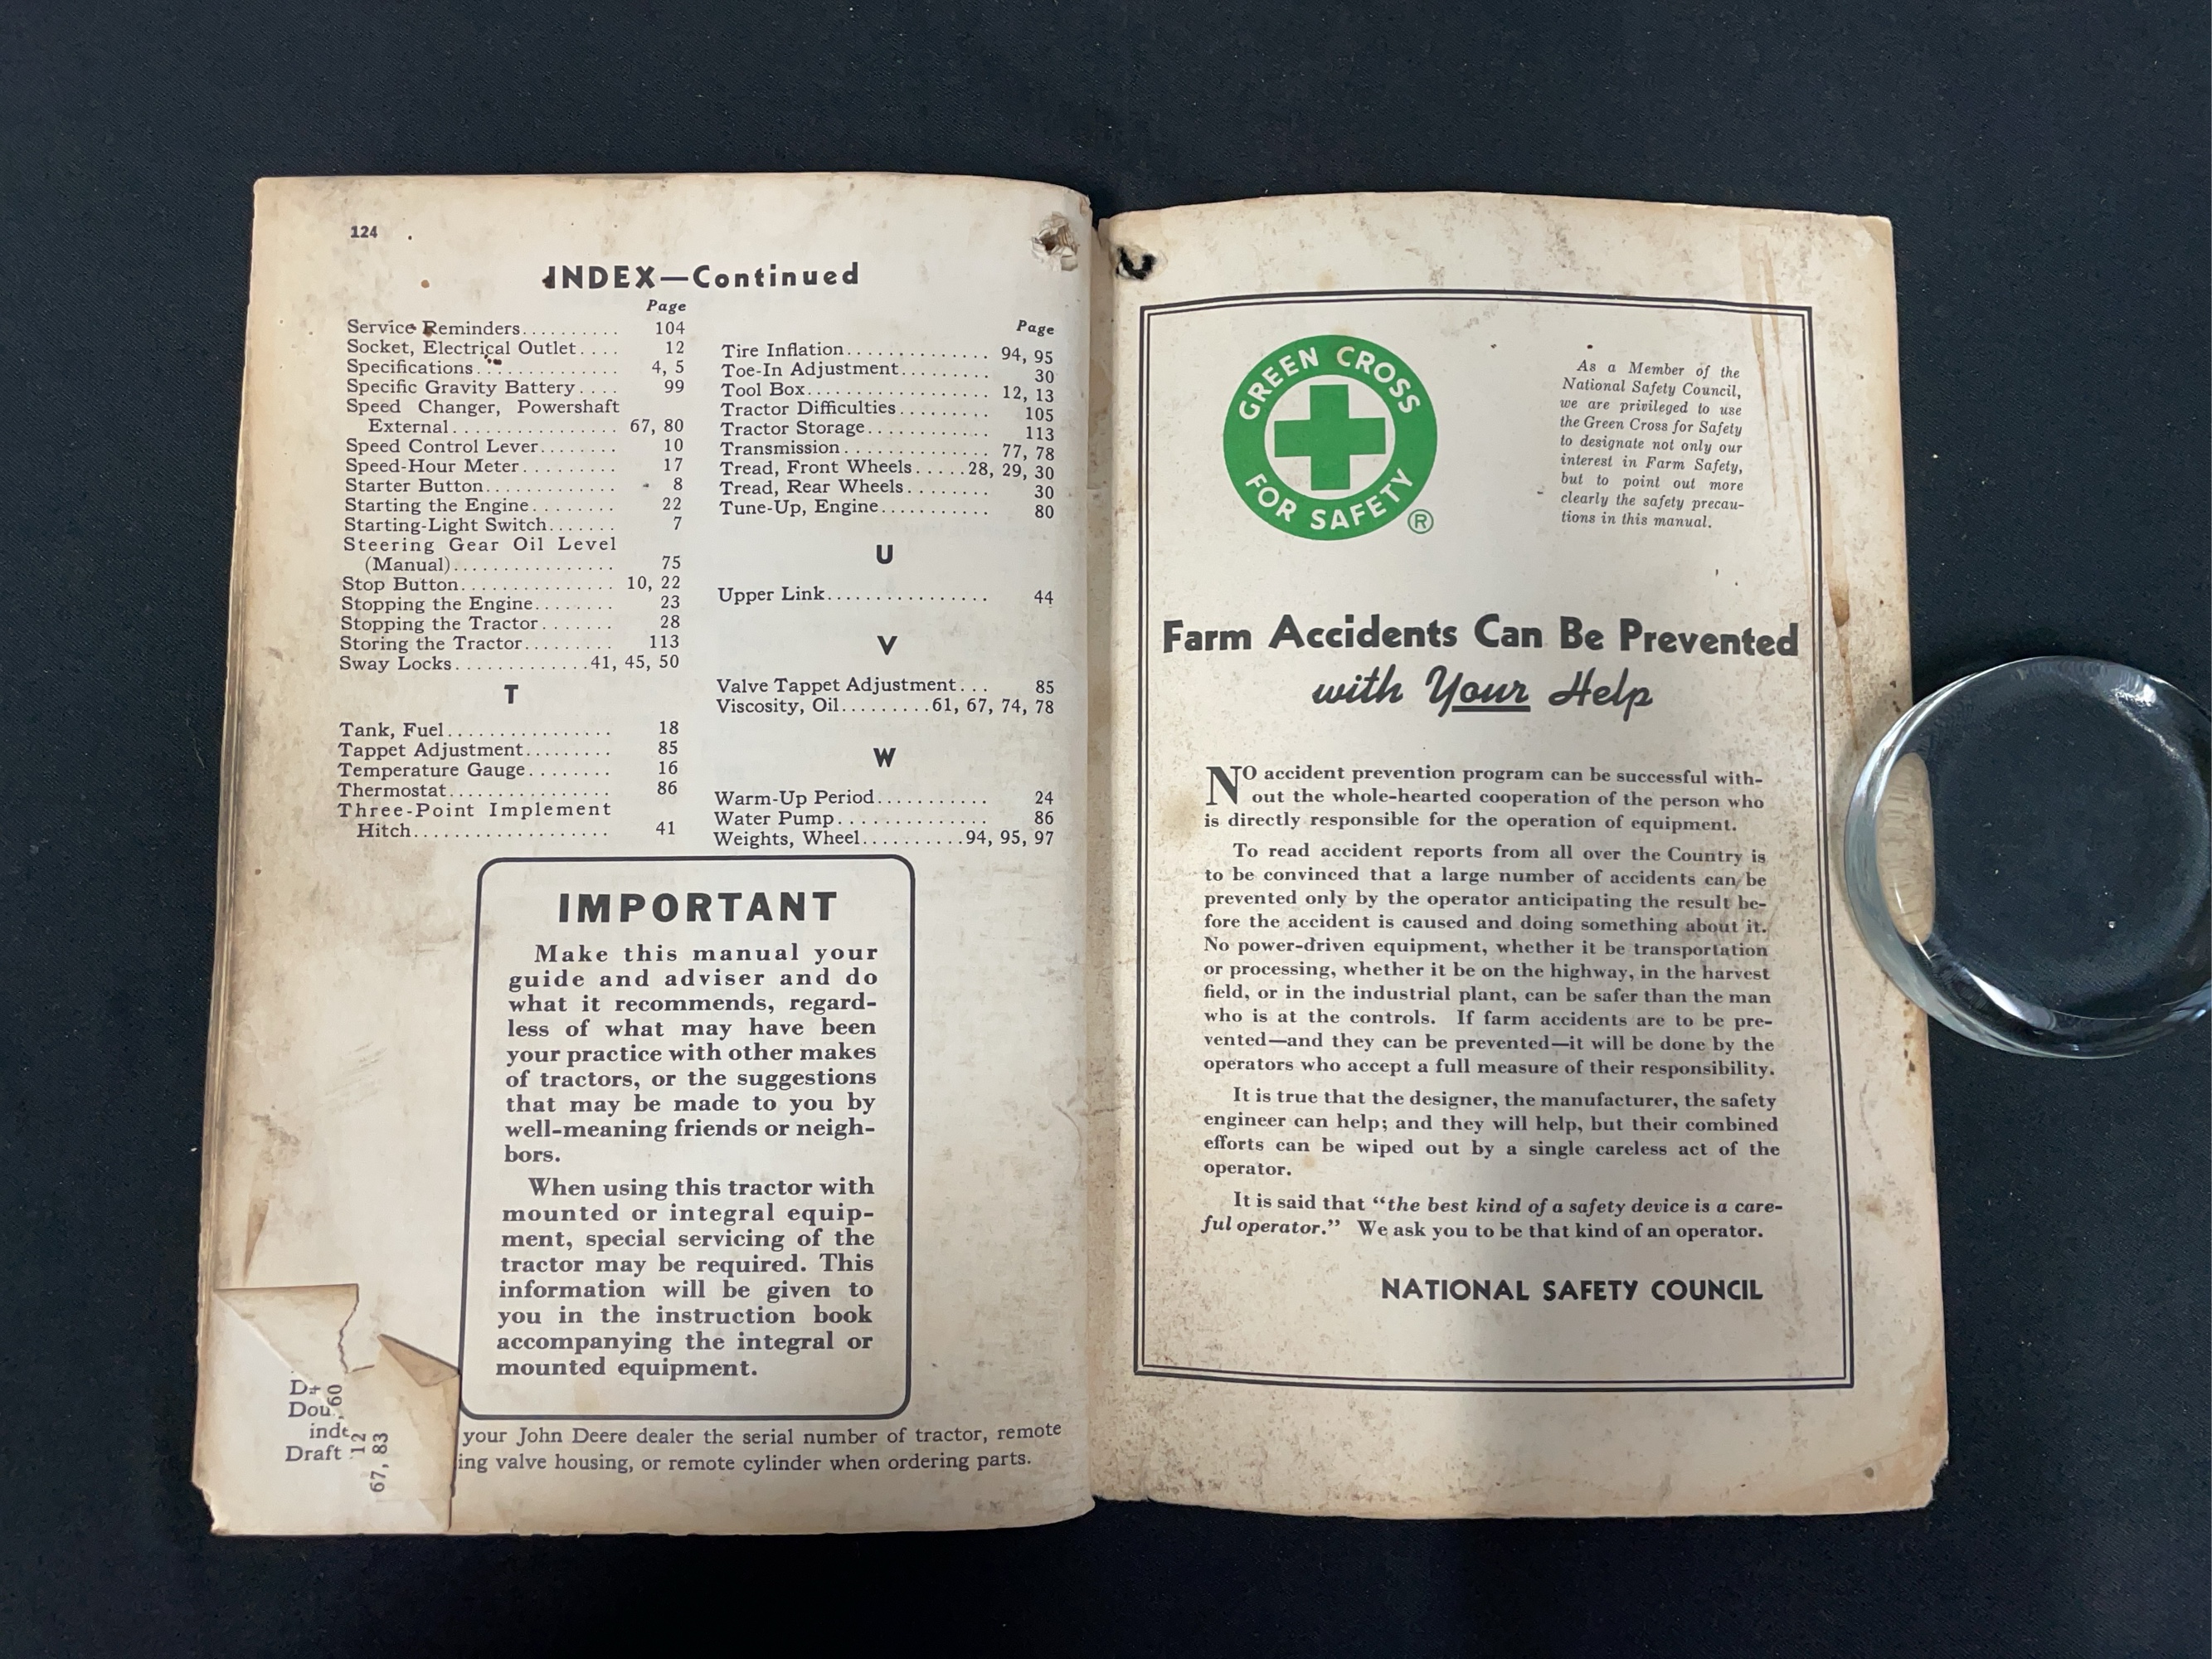 124
INDEX—Continued
Page
Service Reminders.......... 104
Socket, Electrical Outlet.... 12
Specifications.............. 4, 5
Specific Gravity Battery.... 99
Speed Changer, Powershaft
External................ 67, 80
Speed Control Lever........ 10
Speed-Hour Meter......... 17
Starter Button............. 8
Starting the Engine........ 22
Starting-Light Switch....... 7
Steering Gear Oil Level
(Manual)................ 75
Stop Button............... 10, 22
Stopping the Engine........ 23
Stopping the Tractor....... 28
Storing the Tractor......... 113
Sway Locks.............41, 45, 50
T
Tank, Fuel................ 18
Tappet Adjustment......... 85
Temperature Gauge........ 16
Thermostat................ 86
Three-Point Implement
Hitch................... 41
Page
Tire Inflation.............. 94, 95
Toe-In Adjustment......... 30
Tool Box.................. 12, 13
Tractor Difficulties......... 105
Tractor Storage............ 113
Transmission.............. 77, 78
Tread, Front Wheels.....28, 29, 30
Tread, Rear Wheels........ 30
Tune-Up, Engine........... 80
U
Upper Link................ 44
V
Valve Tappet Adjustment... 85
Viscosity, Oil.........61, 67, 74, 78
W
Warm-Up Period........... 24
Water Pump.............. 86
Weights, Wheel..........94, 95, 97
IMPORTANT
Make this manual your
guide and adviser and do
what it recommends, regard-
less of what may have been
your practice with other makes
of tractors, or the suggestions
that may be made to you by
well-meaning friends or neigh-
bors.
When using this tractor with
mounted or integral equip-
ment, special servicing of the
tractor may be required. This
information will be given to
you in the instruction book
accompanying the integral or
mounted equipment.
your John Deere dealer the serial number of tractor, remote
ing valve housing, or remote cylinder when ordering parts.
Dou
inde
Draft
60
12
67, 83
GREEN CROSS
FOR SAFETY
®
As a Member of the
National Safety Council,
we are privileged to use
the Green Cross for Safety
to designate not only our
interest in Farm Safety,
but to point out more
clearly the safety precau-
tions in this manual.
Farm Accidents Can Be Prevented
with Your Help
NO accident prevention program can be successful with-
out the whole-hearted cooperation of the person who
is directly responsible for the operation of equipment.
To read accident reports from all over the Country is
to be convinced that a large number of accidents can be
prevented only by the operator anticipating the result be-
fore the accident is caused and doing something about it.
No power-driven equipment, whether it be transportation
or processing, whether it be on the highway, in the harvest
field, or in the industrial plant, can be safer than the man
who is at the controls. If farm accidents are to be pre-
vented—and they can be prevented—it will be done by the
operators who accept a full measure of their responsibility.
It is true that the designer, the manufacturer, the safety
engineer can help; and they will help, but their combined
efforts can be wiped out by a single careless act of the
operator.
It is said that “the best kind of a safety device is a care-
ful operator.” We ask you to be that kind of an operator.
NATIONAL SAFETY COUNCIL